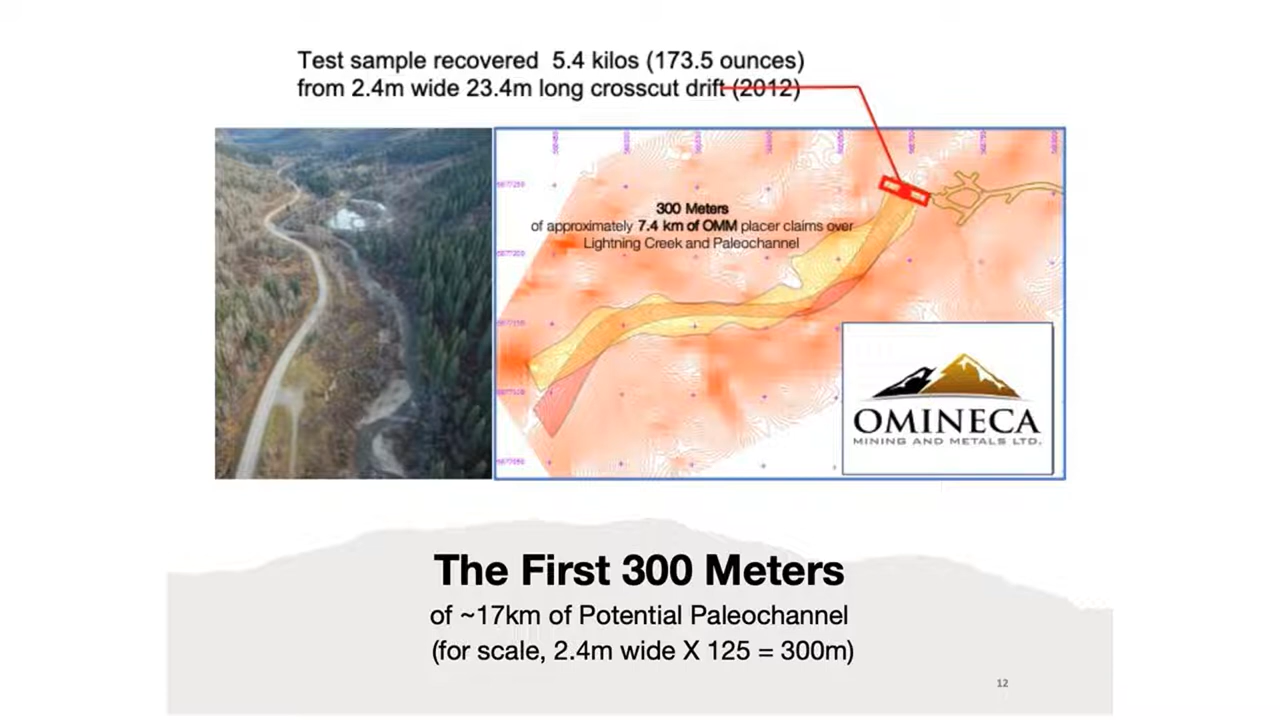 Test sample recovered 5.4 kilos (173.5 ounces)
from 2.4m wide 23.4m long crosscut drift (2012)
300 Meters
of approximately 7.4 km of OMM placer claims over
Lightning Creek and Paleochannel
OMINECA
MINING AND METALS LTD.
The First 300 Meters
of ~17km of Potential Paleochannel
(for scale, 2.4m wide X 125 = 300m)
12